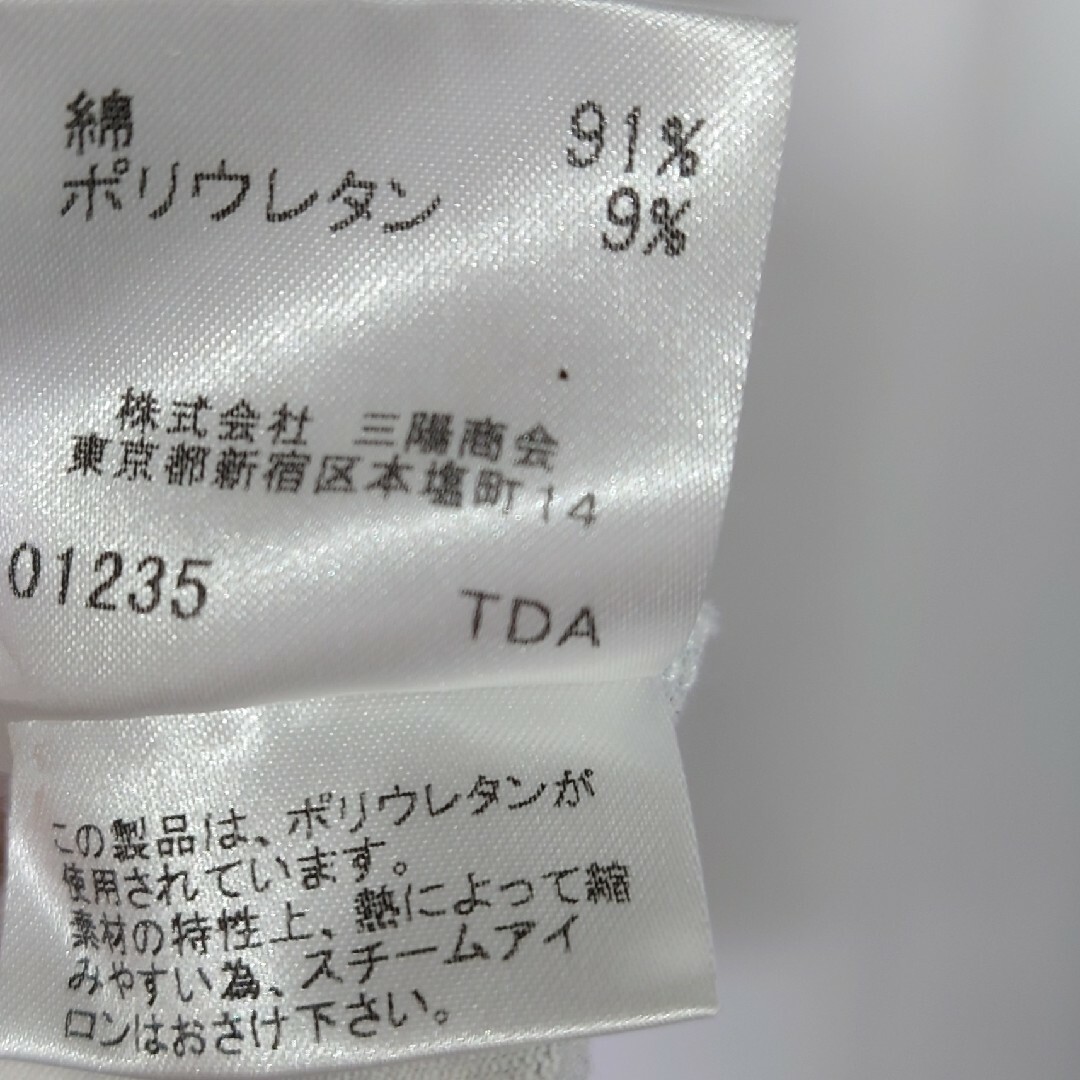 綿 91%
ポリウレタン 9%
株式会社 三陽商会
東京都新宿区本塩町14
01235 TDA
この製品は、ポリウレタンが
使用されています。
素材の特性上、熱によって縮
みやすい為、スチームアイ
ロンはおさけ下さい。